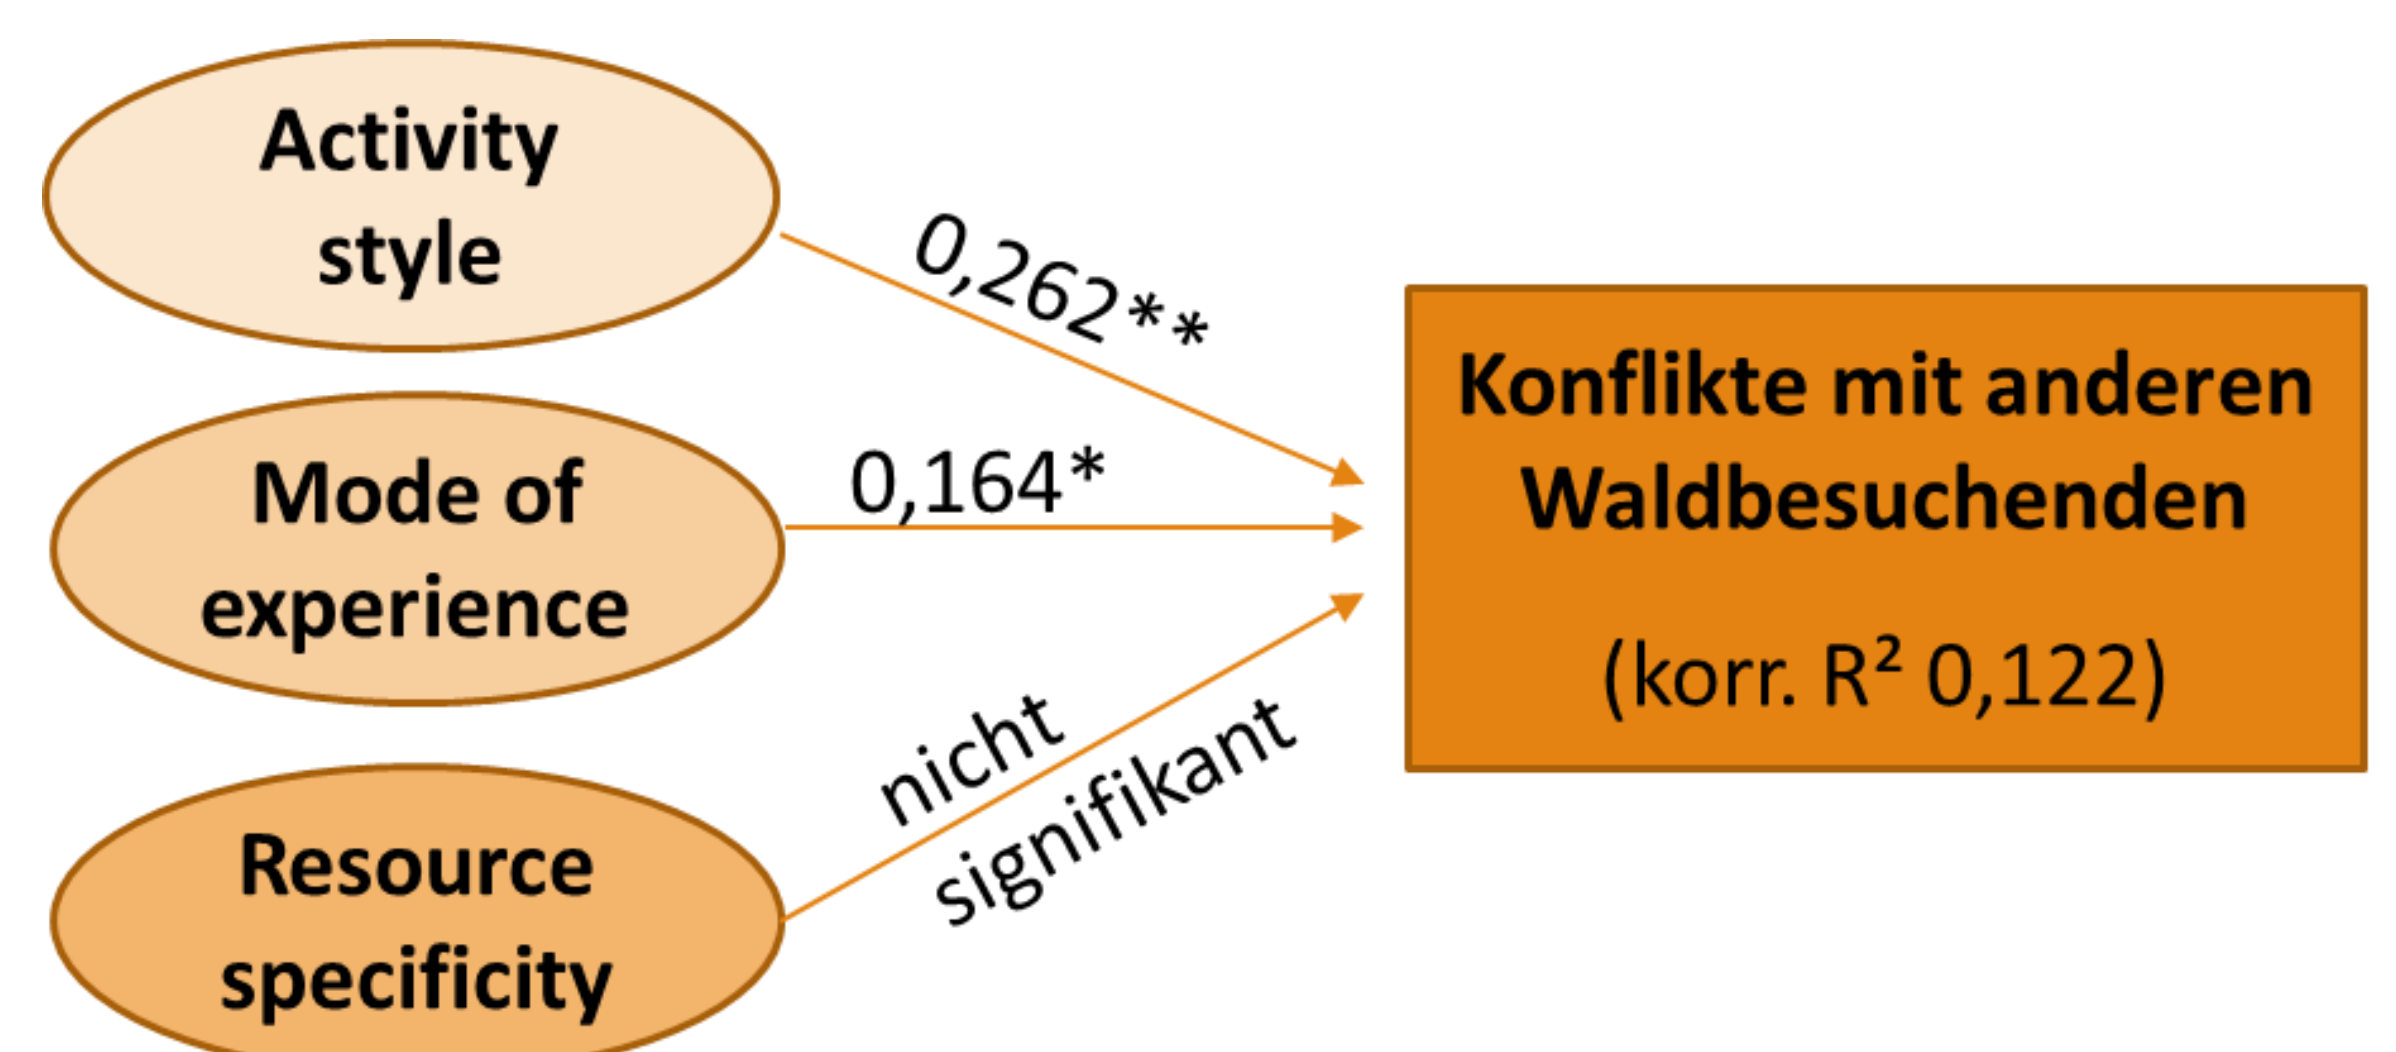 Activity
style
0,262**
Mode of
experience
0,164*
Resource
specificity
nicht
signifikant
Konflikte mit anderen
Waldbesuchenden
(korr. R² 0,122)